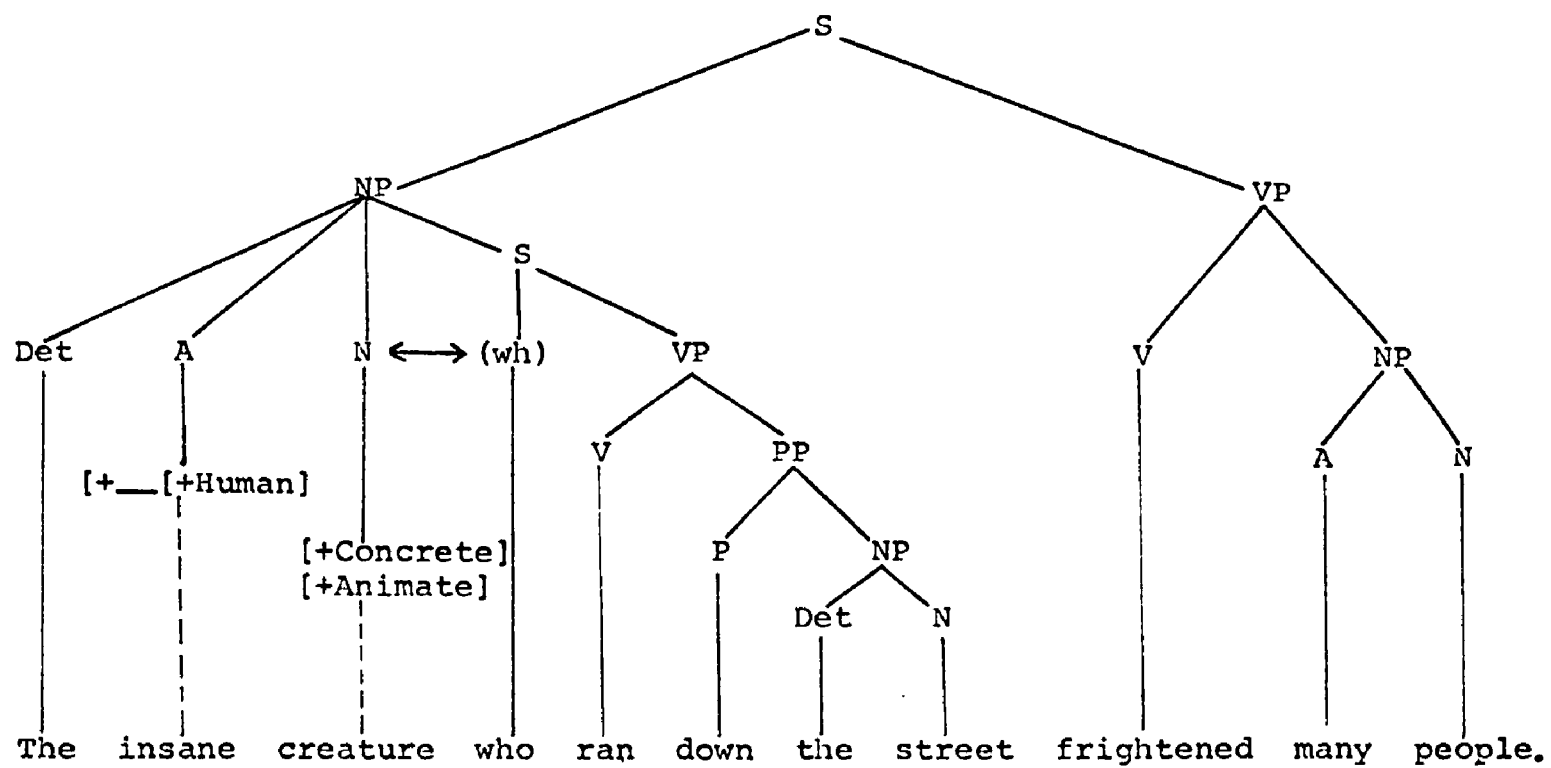 S
NP VP
S
Det A N (wh) VP V NP
V PP A N
[+__[+Human]
[+Concrete] P NP
[+Animate]
Det N
The insane creature who ran down the street frightened many people.